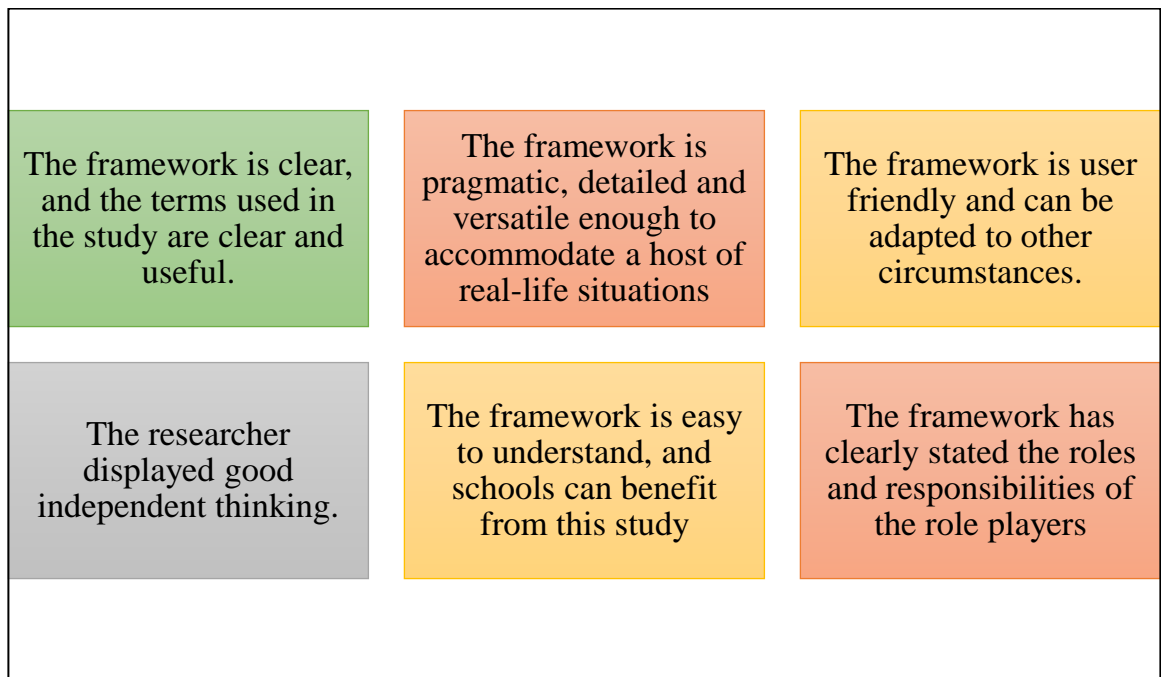 The framework is clear,
and the terms used in
the study are clear and
useful.
The framework is
pragmatic, detailed and
versatile enough to
accommodate a host of
real-life situations
The framework is user
friendly and can be
adapted to other
circumstances.
The researcher
displayed good
independent thinking.
The framework is easy
to understand, and
schools can benefit
from this study
The framework has
clearly stated the roles
and responsibilities of
the role players